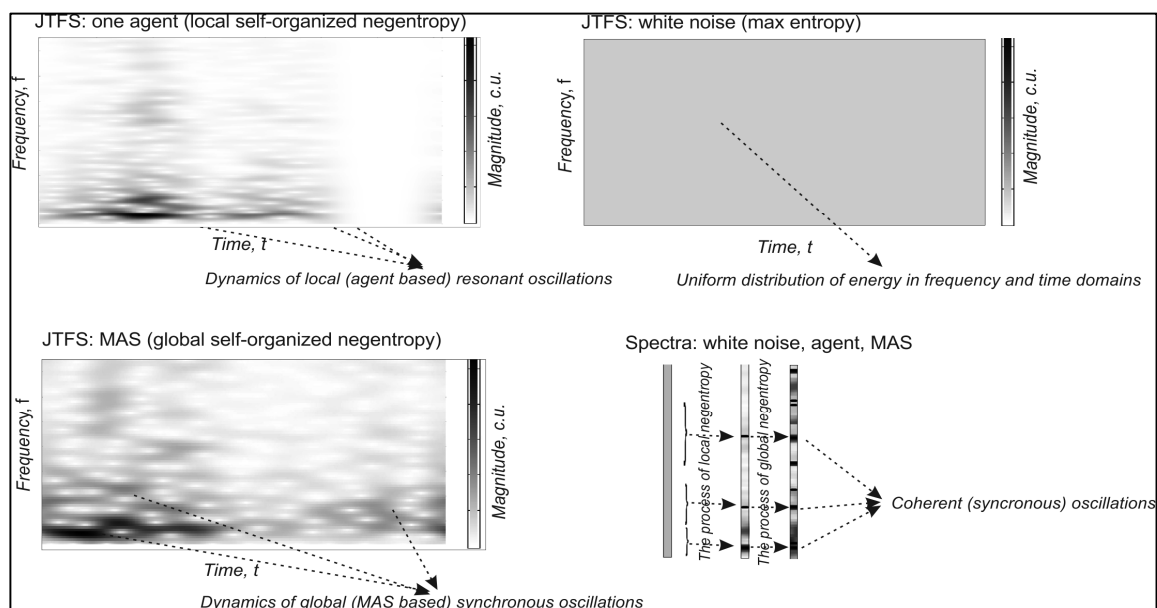 JTFS: one agent (local self-organized negentropy)
Frequency, f
Magnitude, c.u.
Time, t
Dynamics of local (agent based) resonant oscillations
JTFS: white noise (max entropy)
Frequency, f
Magnitude, c.u.
Time, t
Uniform distribution of energy in frequency and time domains
JTFS: MAS (global self-organized negentropy)
Frequency, f
Magnitude, c.u.
Time, t
Dynamics of global (MAS based) synchronous oscillations
Spectra: white noise, agent, MAS
The process of local negentropy
The process of global negentropy
Coherent (syncronous) oscillations